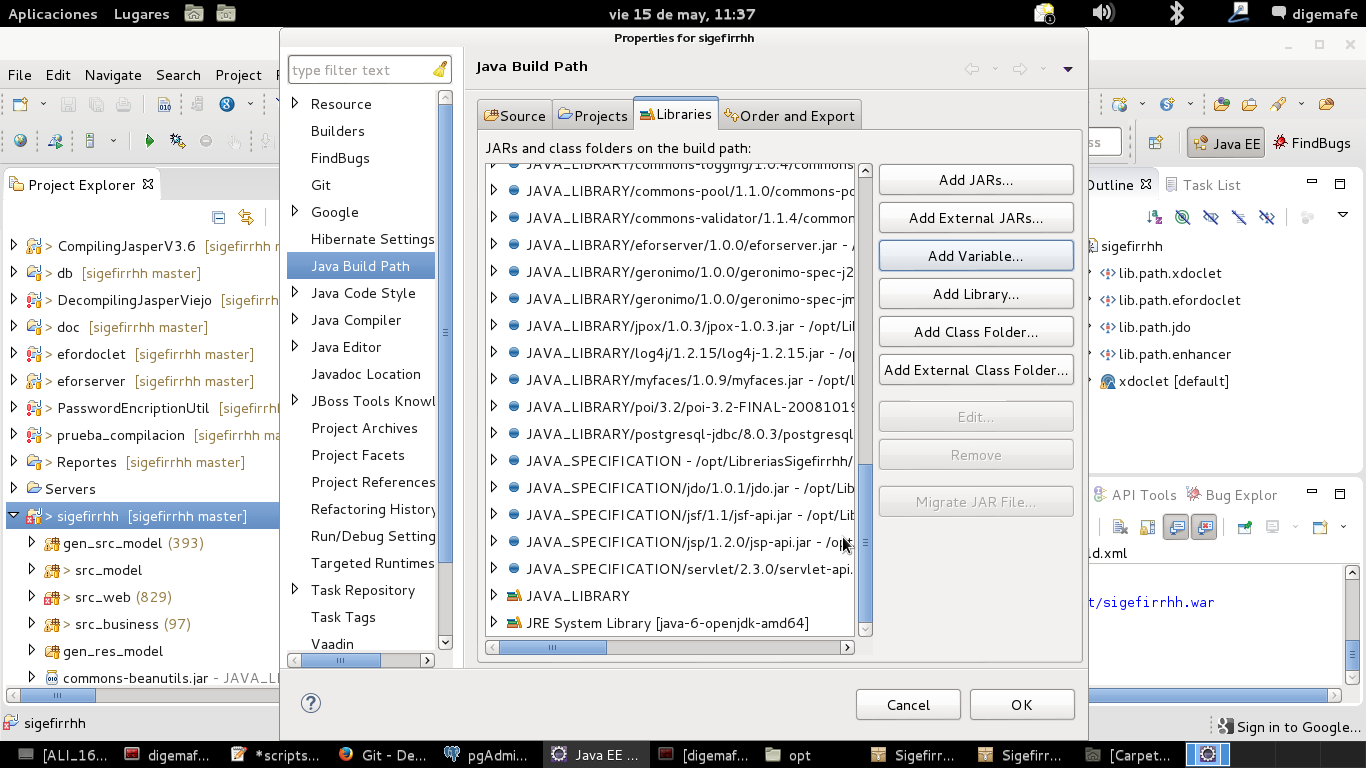 Aplicaciones Lugares vie 15 de may, 11:37 digemafe
Properties for sigefirrhh
File Edit Navigate Search Project
type filter text
Resource
Builders
FindBugs
Git
Google
Hibernate Settings
Java Build Path
Java Code Style
Java Compiler
Java Editor
Javadoc Location
JBoss Tools Knowl
Project Archives
Project Facets
Project References
Refactoring History
Run/Debug Setting
Targeted Runtimes
Task Repository
Task Tags
Vaadin
Java Build Path
Source Projects Libraries Order and Export
JARs and class folders on the build path:
JAVA_LIBRARY/commons-logging/1.0.4/commons
JAVA_LIBRARY/commons-pool/1.1.0/commons-po
JAVA_LIBRARY/commons-validator/1.1.4/common
JAVA_LIBRARY/eforserver/1.0.0/eforserver.jar - /
JAVA_LIBRARY/geronimo/1.0.0/geronimo-spec-j2
JAVA_LIBRARY/geronimo/1.0.0/geronimo-spec-jm
JAVA_LIBRARY/jpox/1.0.3/jpox-1.0.3.jar - /opt/Lib
JAVA_LIBRARY/log4j/1.2.15/log4j-1.2.15.jar - /op
JAVA_LIBRARY/myfaces/1.0.9/myfaces.jar - /opt/L
JAVA_LIBRARY/poi/3.2/poi-3.2-FINAL-20081019
JAVA_LIBRARY/postgresql-jdbc/8.0.3/postgresql
JAVA_SPECIFICATION - /opt/LibreriasSigefirrhh/
JAVA_SPECIFICATION/jdo/1.0.1/jdo.jar - /opt/Lib
JAVA_SPECIFICATION/jsf/1.1/jsf-api.jar - /opt/Lib
JAVA_SPECIFICATION/jsp/1.2.0/jsp-api.jar - /opt
JAVA_SPECIFICATION/servlet/2.3.0/servlet-api.
JAVA_LIBRARY
JRE System Library [java-6-openjdk-amd64]
Add JARs...
Add External JARs...
Add Variable...
Add Library...
Add Class Folder...
Add External Class Folder...
Edit...
Remove
Migrate JAR File...
Cancel OK
Project Explorer
> CompilingJasperV3.6 [sigefirrhh r
> db [sigefirrhh master]
> DecompilingJasperViejo
> doc [sigefirrhh master]
> efordoclet [sigefirrhh master]
> eforserver [sigefirrhh master]
> PasswordEncriptionUtil
> prueba_compilacion
> Reportes [sigefirrhh master]
Servers
> sigefirrhh [sigefirrhh master]
gen_src_model (393)
> src_model
> src_web (829)
> src_business (97)
gen_res_model
commons-beanutils.jar - JAVA_L
sigefirrhh
ss
Java EE FindBugs
Outline Task List
sigefirrhh
lib.path.xdoclet
lib.path.efordoclet
lib.path.jdo
lib.path.enhancer
xdoclet [default]
API Tools Bug Explor
ld.xml
t/sigefirrhh.war
Sign in to Google...
[ALI_16... digemaf... *scripts... Git - De... pgAdmi... Java EE ... [digemaf... opt Sigefirr... Sigefirr... [Carpet...